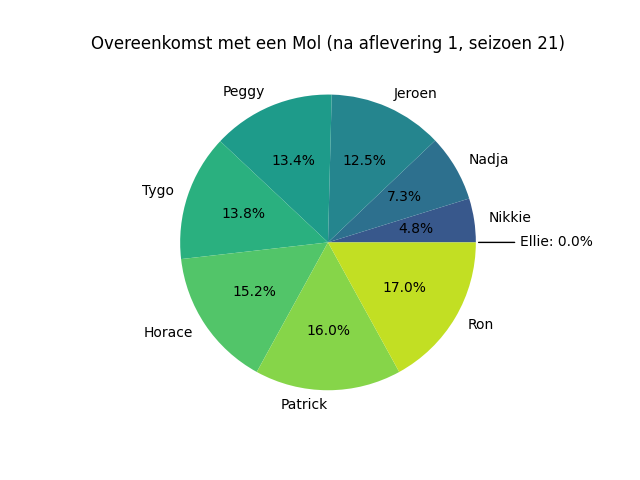 Overeenkomst met een Mol (na aflevering 1, seizoen 21)
Peggy
Jeroen
13.4%
12.5%
Nadja
Tygo
7.3%
13.8%
Nikkie
4.8%
Ellie: 0.0%
15.2%
17.0%
Horace
16.0%
Ron
Patrick